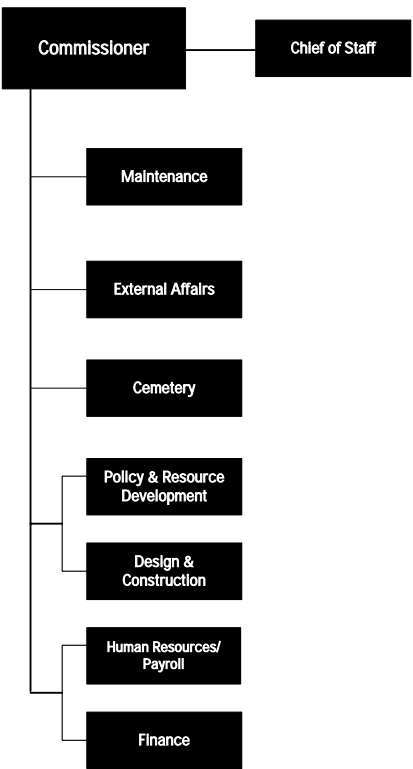 Commissioner
Chief of Staff
Maintenance
External Affairs
Cemetery
Policy & Resource
Development
Design &
Construction
Human Resources/
Payroll
Finance